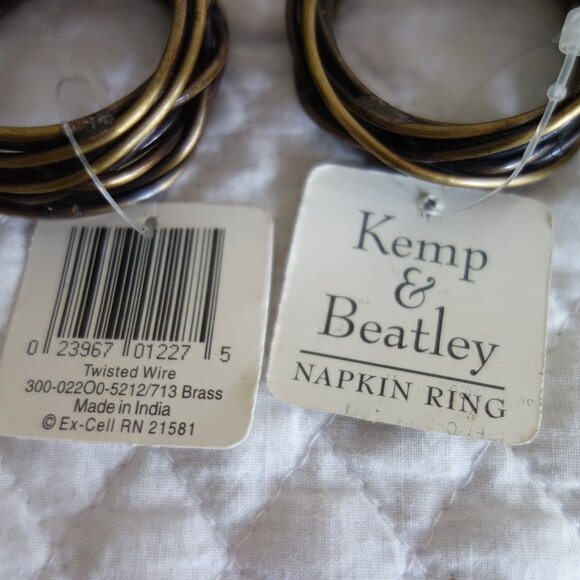 0 23967 01227 5
Twisted Wire
300-022O0-5212/713 Brass
Made in India
© Ex-Cell RN 21581
Kemp
&
Beatley
NAPKIN RING